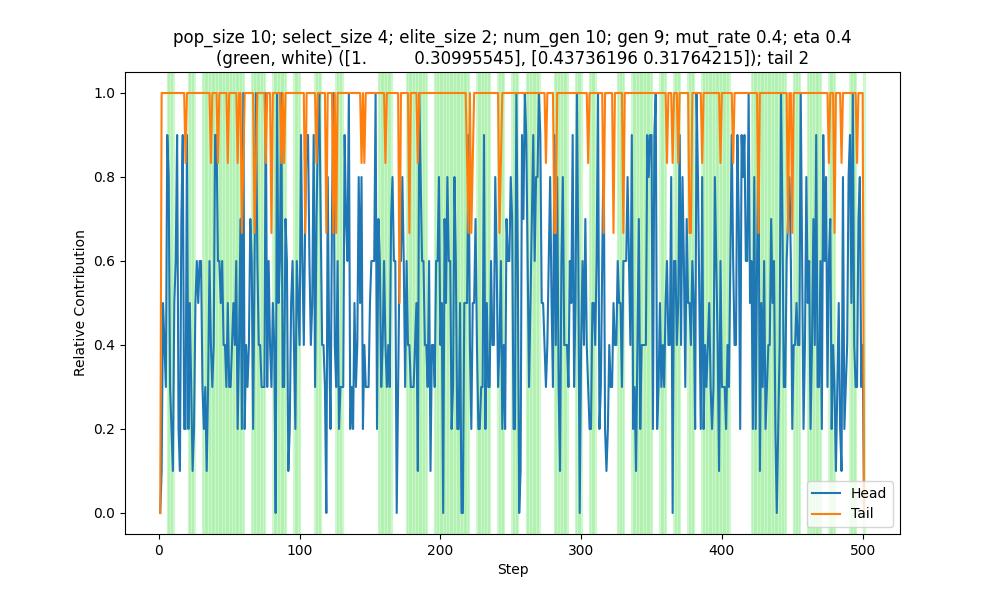 pop_size 10; select_size 4; elite_size 2; num_gen 10; gen 9; mut_rate 0.4; eta 0.4
(green, white) ([1.          0.30995545], [0.43736196 0.31764215]); tail 2
1.0
0.8
0.6
0.4
0.2
0.0
Relative Contribution
Head
Tail
0
100
200
300
400
500
Step